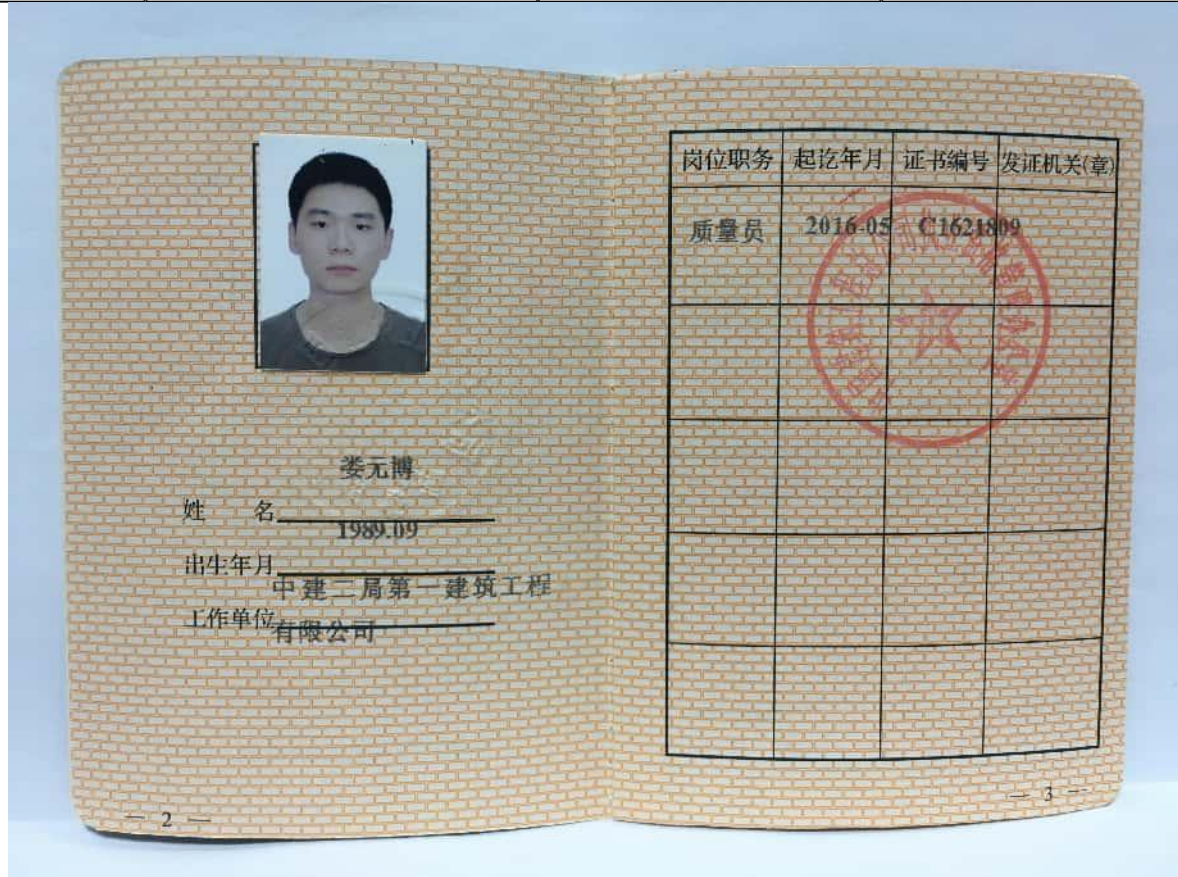 娄元博
姓 名
1989.09
出生年月
中建二局第一建筑工程
工作单位
有限公司
— 2 —
岗位职务 起讫年月 证书编号 发证机关(章)
质量员 2016-05 C1621809
— 3 —